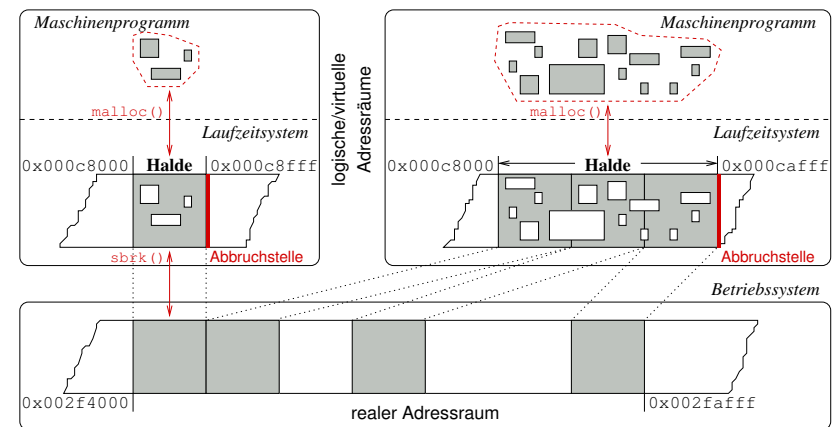 Maschinenprogramm
malloc()
Laufzeitsystem
0x000c8000
Halde
0x000c8fff
sbrk()
Abbruchstelle
logische/virtuelle
Adressräume
Maschinenprogramm
malloc()
Laufzeitsystem
0x000c8000
Halde
0x000cafff
Abbruchstelle
Betriebssystem
0x002f4000
realer Adressraum
0x002fafff